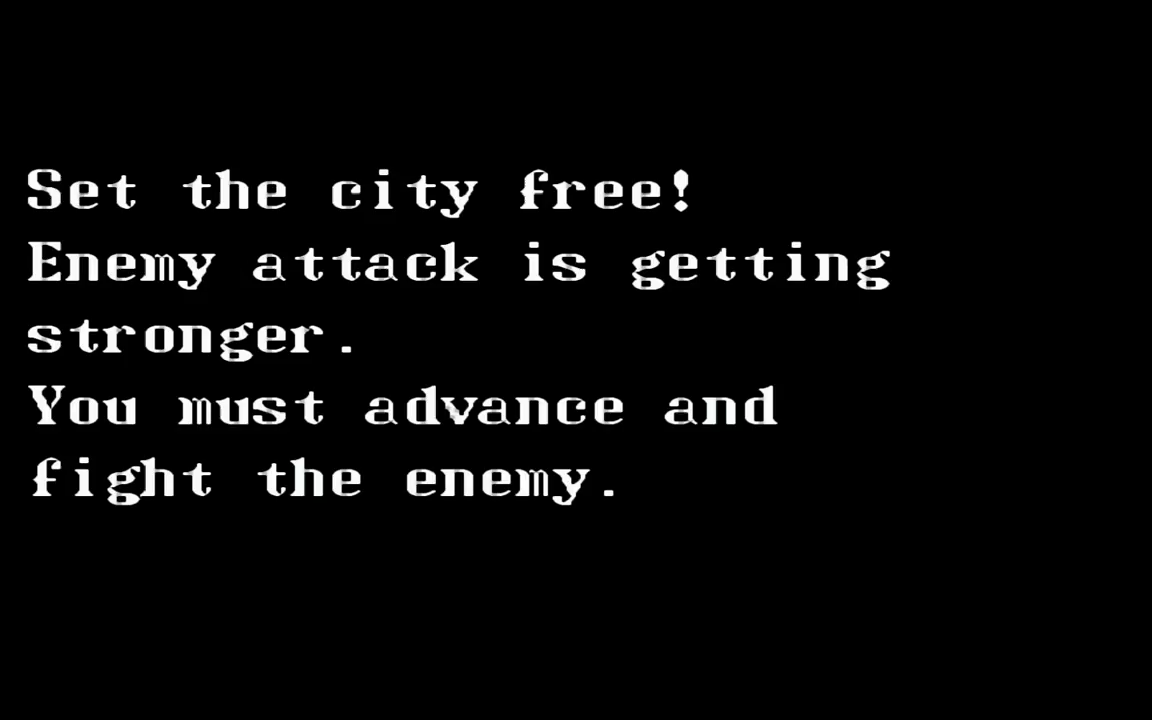 Set the city free!
Enemy attack is getting
stronger.
You must advance and
fight the enemy.